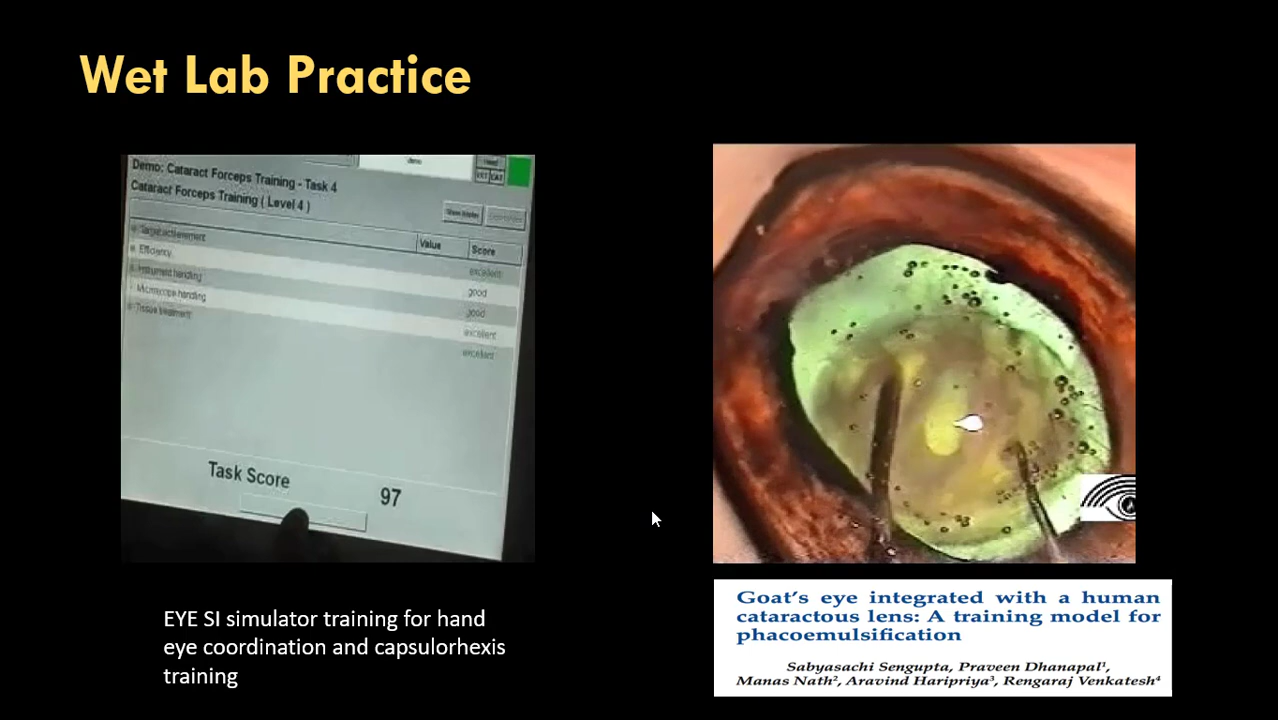 Wet Lab Practice
demo
Demo: Cataract Forceps Training - Task 4
Cataract Forceps Training ( Level 4 )
Value Score
Target achievement excellent
Efficiency good
Instrument handling good
Microscope handling excellent
Tissue treatment excellent
Task Score 97
EYE SI simulator training for hand
eye coordination and capsulorhexis
training
Goat's eye integrated with a human
cataractous lens: A training model for
phacoemulsification
Sabyasachi Sengupta, Praveen Dhanapal¹,
Manas Nath², Aravind Haripriya³, Rengaraj Venkatesh⁴